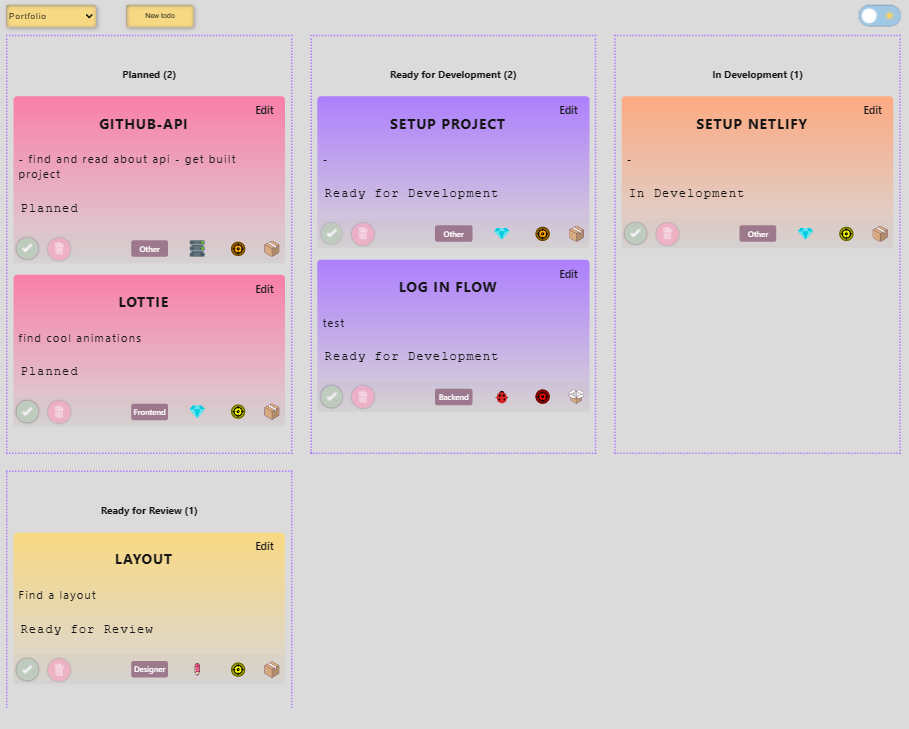 Portfolio
New todo
Planned (2)
Edit
GITHUB-API
- find and read about api - get built
project
Planned
Other
Edit
LOTTIE
find cool animations
Planned
Frontend
Ready for Development (2)
Edit
SETUP PROJECT
-
Ready for Development
Other
Edit
LOG IN FLOW
test
Ready for Development
Backend
In Development (1)
Edit
SETUP NETLIFY
-
In Development
Other
Ready for Review (1)
Edit
LAYOUT
Find a layout
Ready for Review
Designer